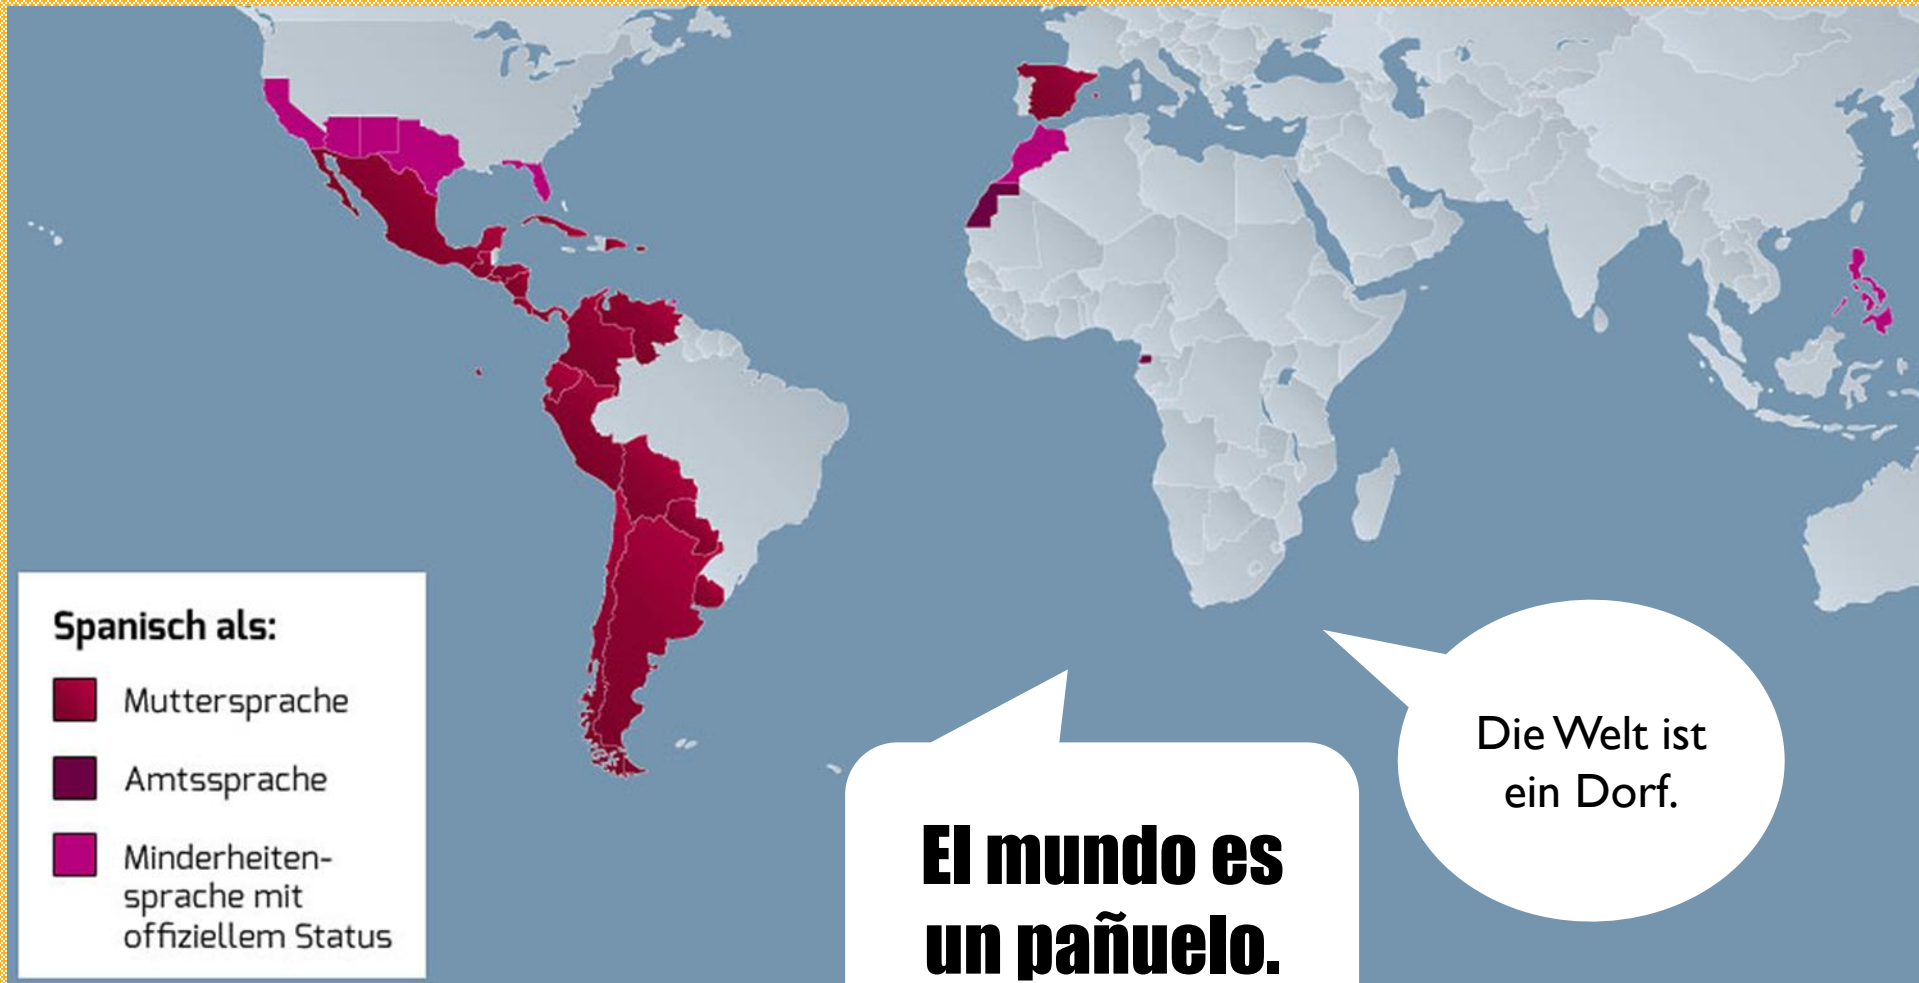 Spanisch als:
Muttersprache
Amtssprache
Minderheiten-
sprache mit
offiziellem Status
El mundo es
un pañuelo.
Die Welt ist
ein Dorf.